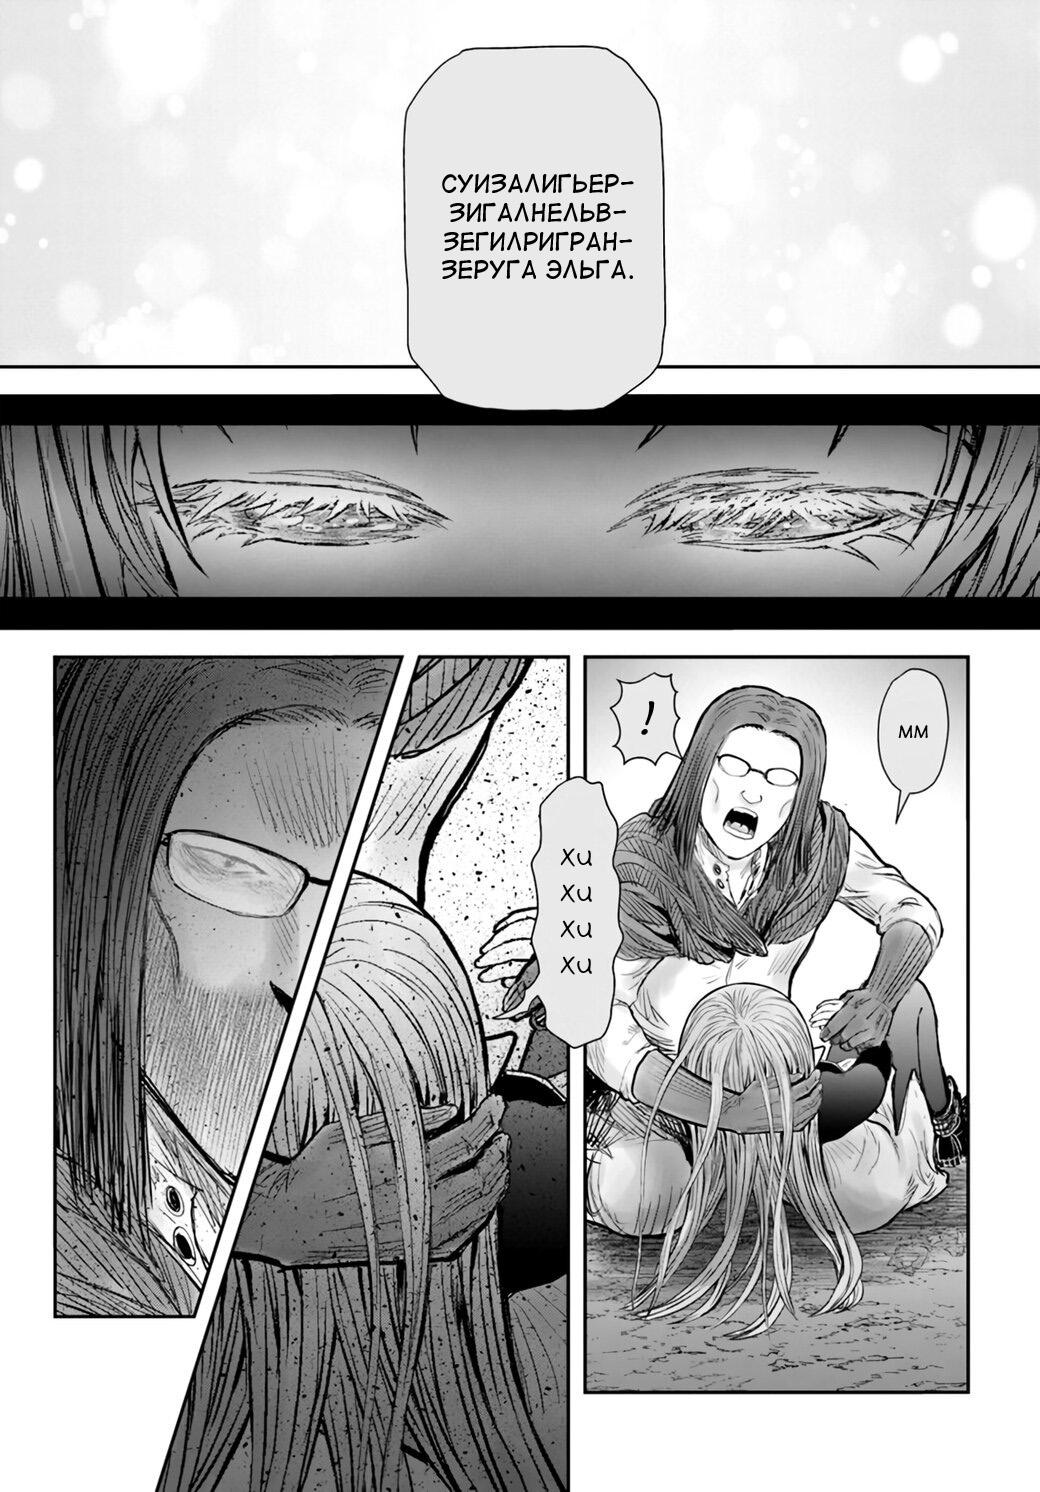 СУИЗАЛИГЬЕР-
ЗИГАЛНЕЛЬВ-
ЗЕГИЛРИГРАН-
ЗЕРУГА ЭЛЬГА.
ММ
!
ХИ
ХИ
ХИ
ХИ